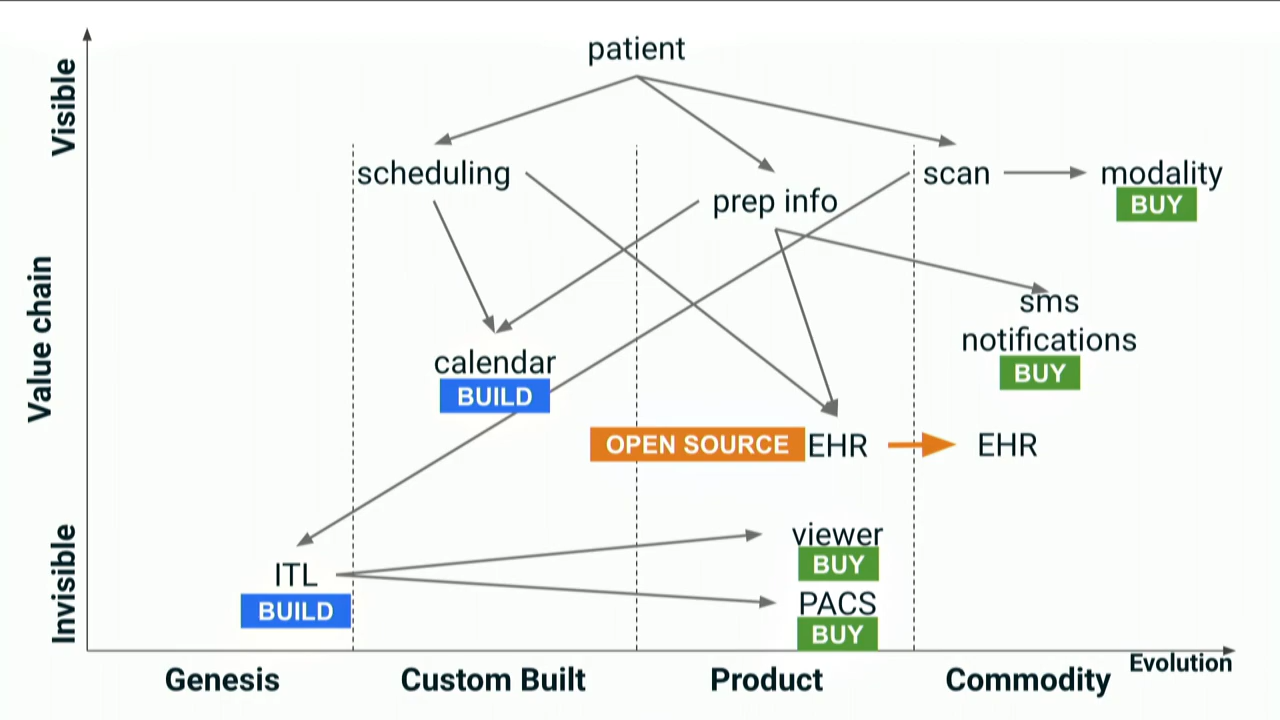 patient
Visible
scheduling
scan
modality
BUY
prep info
Value chain
sms
notifications
BUY
calendar
BUILD
OPEN SOURCE
EHR
EHR
Invisible
viewer
BUY
ITL
BUILD
PACS
BUY
Evolution
Genesis
Custom Built
Product
Commodity